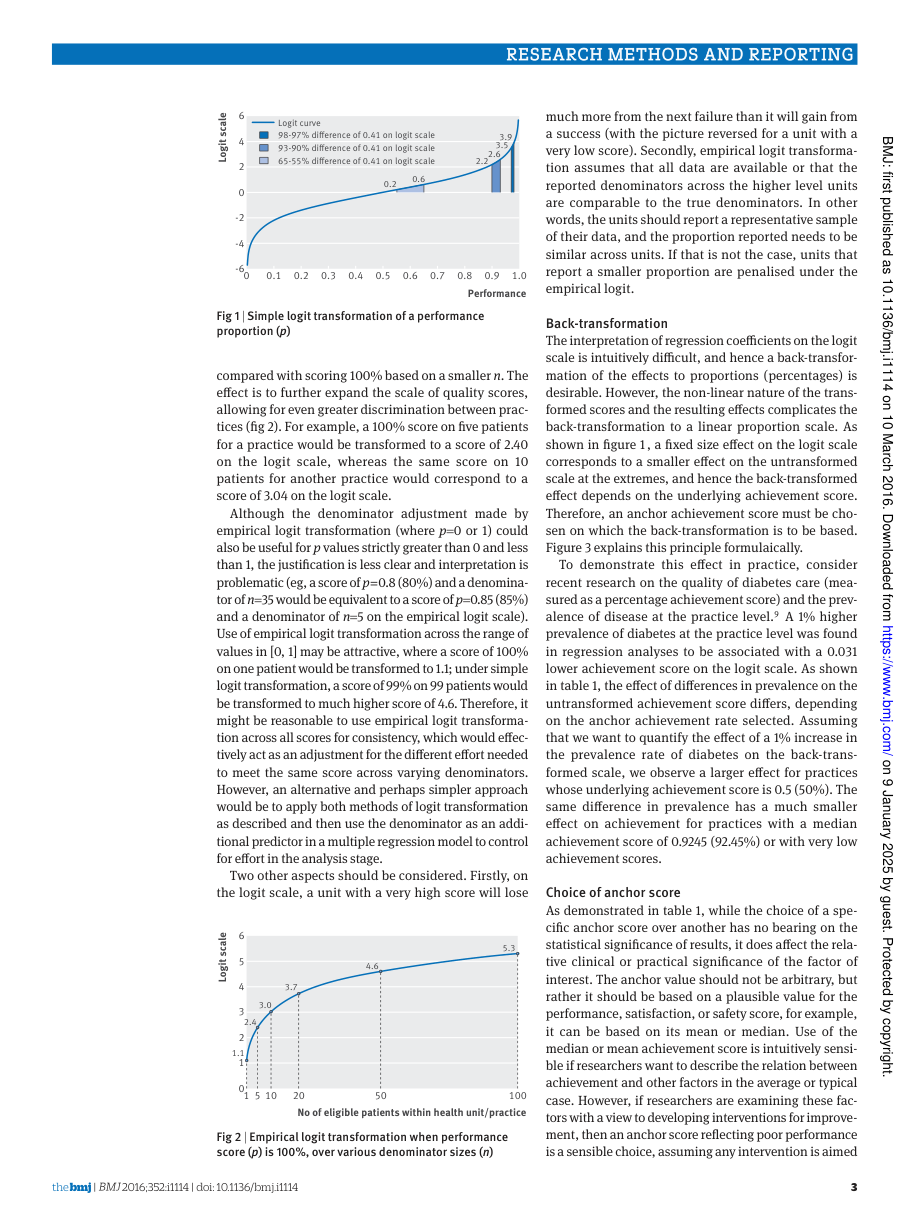 RESEARCH METHODS AND REPORTING
Logit scale
6
4
2
0
-2
-4
-6
Logit curve
98-97% difference of 0.41 on logit scale
93-90% difference of 0.41 on logit scale
65-55% difference of 0.41 on logit scale
0.2
0.6
2.2
2.6
3.5
3.9
0 0.1 0.2 0.3 0.4 0.5 0.6 0.7 0.8 0.9 1.0
Performance
Fig 1 | Simple logit transformation of a performance
proportion (p)
compared with scoring 100% based on a smaller n. The
effect is to further expand the scale of quality scores,
allowing for even greater discrimination between prac-
tices (fig 2). For example, a 100% score on five patients
for a practice would be transformed to a score of 2.40
on the logit scale, whereas the same score on 10
patients for another practice would correspond to a
score of 3.04 on the logit scale.
Although the denominator adjustment made by
empirical logit transformation (where p=0 or 1) could
also be useful for p values strictly greater than 0 and less
than 1, the justification is less clear and interpretation is
problematic (eg, a score of p=0.8 (80%) and a denomina-
tor of n=35 would be equivalent to a score of p=0.85 (85%)
and a denominator of n=5 on the empirical logit scale).
Use of empirical logit transformation across the range of
values in [0, 1] may be attractive, where a score of 100%
on one patient would be transformed to 1.1; under simple
logit transformation, a score of 99% on 99 patients would
be transformed to much higher score of 4.6. Therefore, it
might be reasonable to use empirical logit transforma-
tion across all scores for consistency, which would effec-
tively act as an adjustment for the different effort needed
to meet the same score across varying denominators.
However, an alternative and perhaps simpler approach
would be to apply both methods of logit transformation
as described and then use the denominator as an addi-
tional predictor in a multiple regression model to control
for effort in the analysis stage.
Two other aspects should be considered. Firstly, on
the logit scale, a unit with a very high score will lose
Logit scale
6
5
4
3
2
1
0
1.1
2.4
3.0
3.7
4.6
5.3
1 5 10 20 50 100
No of eligible patients within health unit/practice
Fig 2 | Empirical logit transformation when performance
score (p) is 100%, over various denominator sizes (n)
much more from the next failure than it will gain from
a success (with the picture reversed for a unit with a
very low score). Secondly, empirical logit transforma-
tion assumes that all data are available or that the
reported denominators across the higher level units
are comparable to the true denominators. In other
words, the units should report a representative sample
of their data, and the proportion reported needs to be
similar across units. If that is not the case, units that
report a smaller proportion are penalised under the
empirical logit.
Back-transformation
The interpretation of regression coefficients on the logit
scale is intuitively difficult, and hence a back-transfor-
mation of the effects to proportions (percentages) is
desirable. However, the non-linear nature of the trans-
formed scores and the resulting effects complicates the
back-transformation to a linear proportion scale. As
shown in figure 1, a fixed size effect on the logit scale
corresponds to a smaller effect on the untransformed
scale at the extremes, and hence the back-transformed
effect depends on the underlying achievement score.
Therefore, an anchor achievement score must be cho-
sen on which the back-transformation is to be based.
Figure 3 explains this principle formulaically.
To demonstrate this effect in practice, consider
recent research on the quality of diabetes care (mea-
sured as a percentage achievement score) and the prev-
alence of disease at the practice level.9 A 1% higher
prevalence of diabetes at the practice level was found
in regression analyses to be associated with a 0.031
lower achievement score on the logit scale. As shown
in table 1, the effect of differences in prevalence on the
untransformed achievement score differs, depending
on the anchor achievement rate selected. Assuming
that we want to quantify the effect of a 1% increase in
the prevalence rate of diabetes on the back-trans-
formed scale, we observe a larger effect for practices
whose underlying achievement score is 0.5 (50%). The
same difference in prevalence has a much smaller
effect on achievement for practices with a median
achievement score of 0.9245 (92.45%) or with very low
achievement scores.
Choice of anchor score
As demonstrated in table 1, while the choice of a spe-
cific anchor score over another has no bearing on the
statistical significance of results, it does affect the rela-
tive clinical or practical significance of the factor of
interest. The anchor value should not be arbitrary, but
rather it should be based on a plausible value for the
performance, satisfaction, or safety score, for example,
it can be based on its mean or median. Use of the
median or mean achievement score is intuitively sensi-
ble if researchers want to describe the relation between
achievement and other factors in the average or typical
case. However, if researchers are examining these fac-
tors with a view to developing interventions for improve-
ment, then an anchor score reflecting poor performance
is a sensible choice, assuming any intervention is aimed
BMJ: first published as 10.1136/bmj.i1114 on 10 March 2016. Downloaded from https://www.bmj.com/ on 9 January 2025 by guest. Protected by copyright.
thebmj | BMJ 2016;352:i1114 | doi: 10.1136/bmj.i1114
3